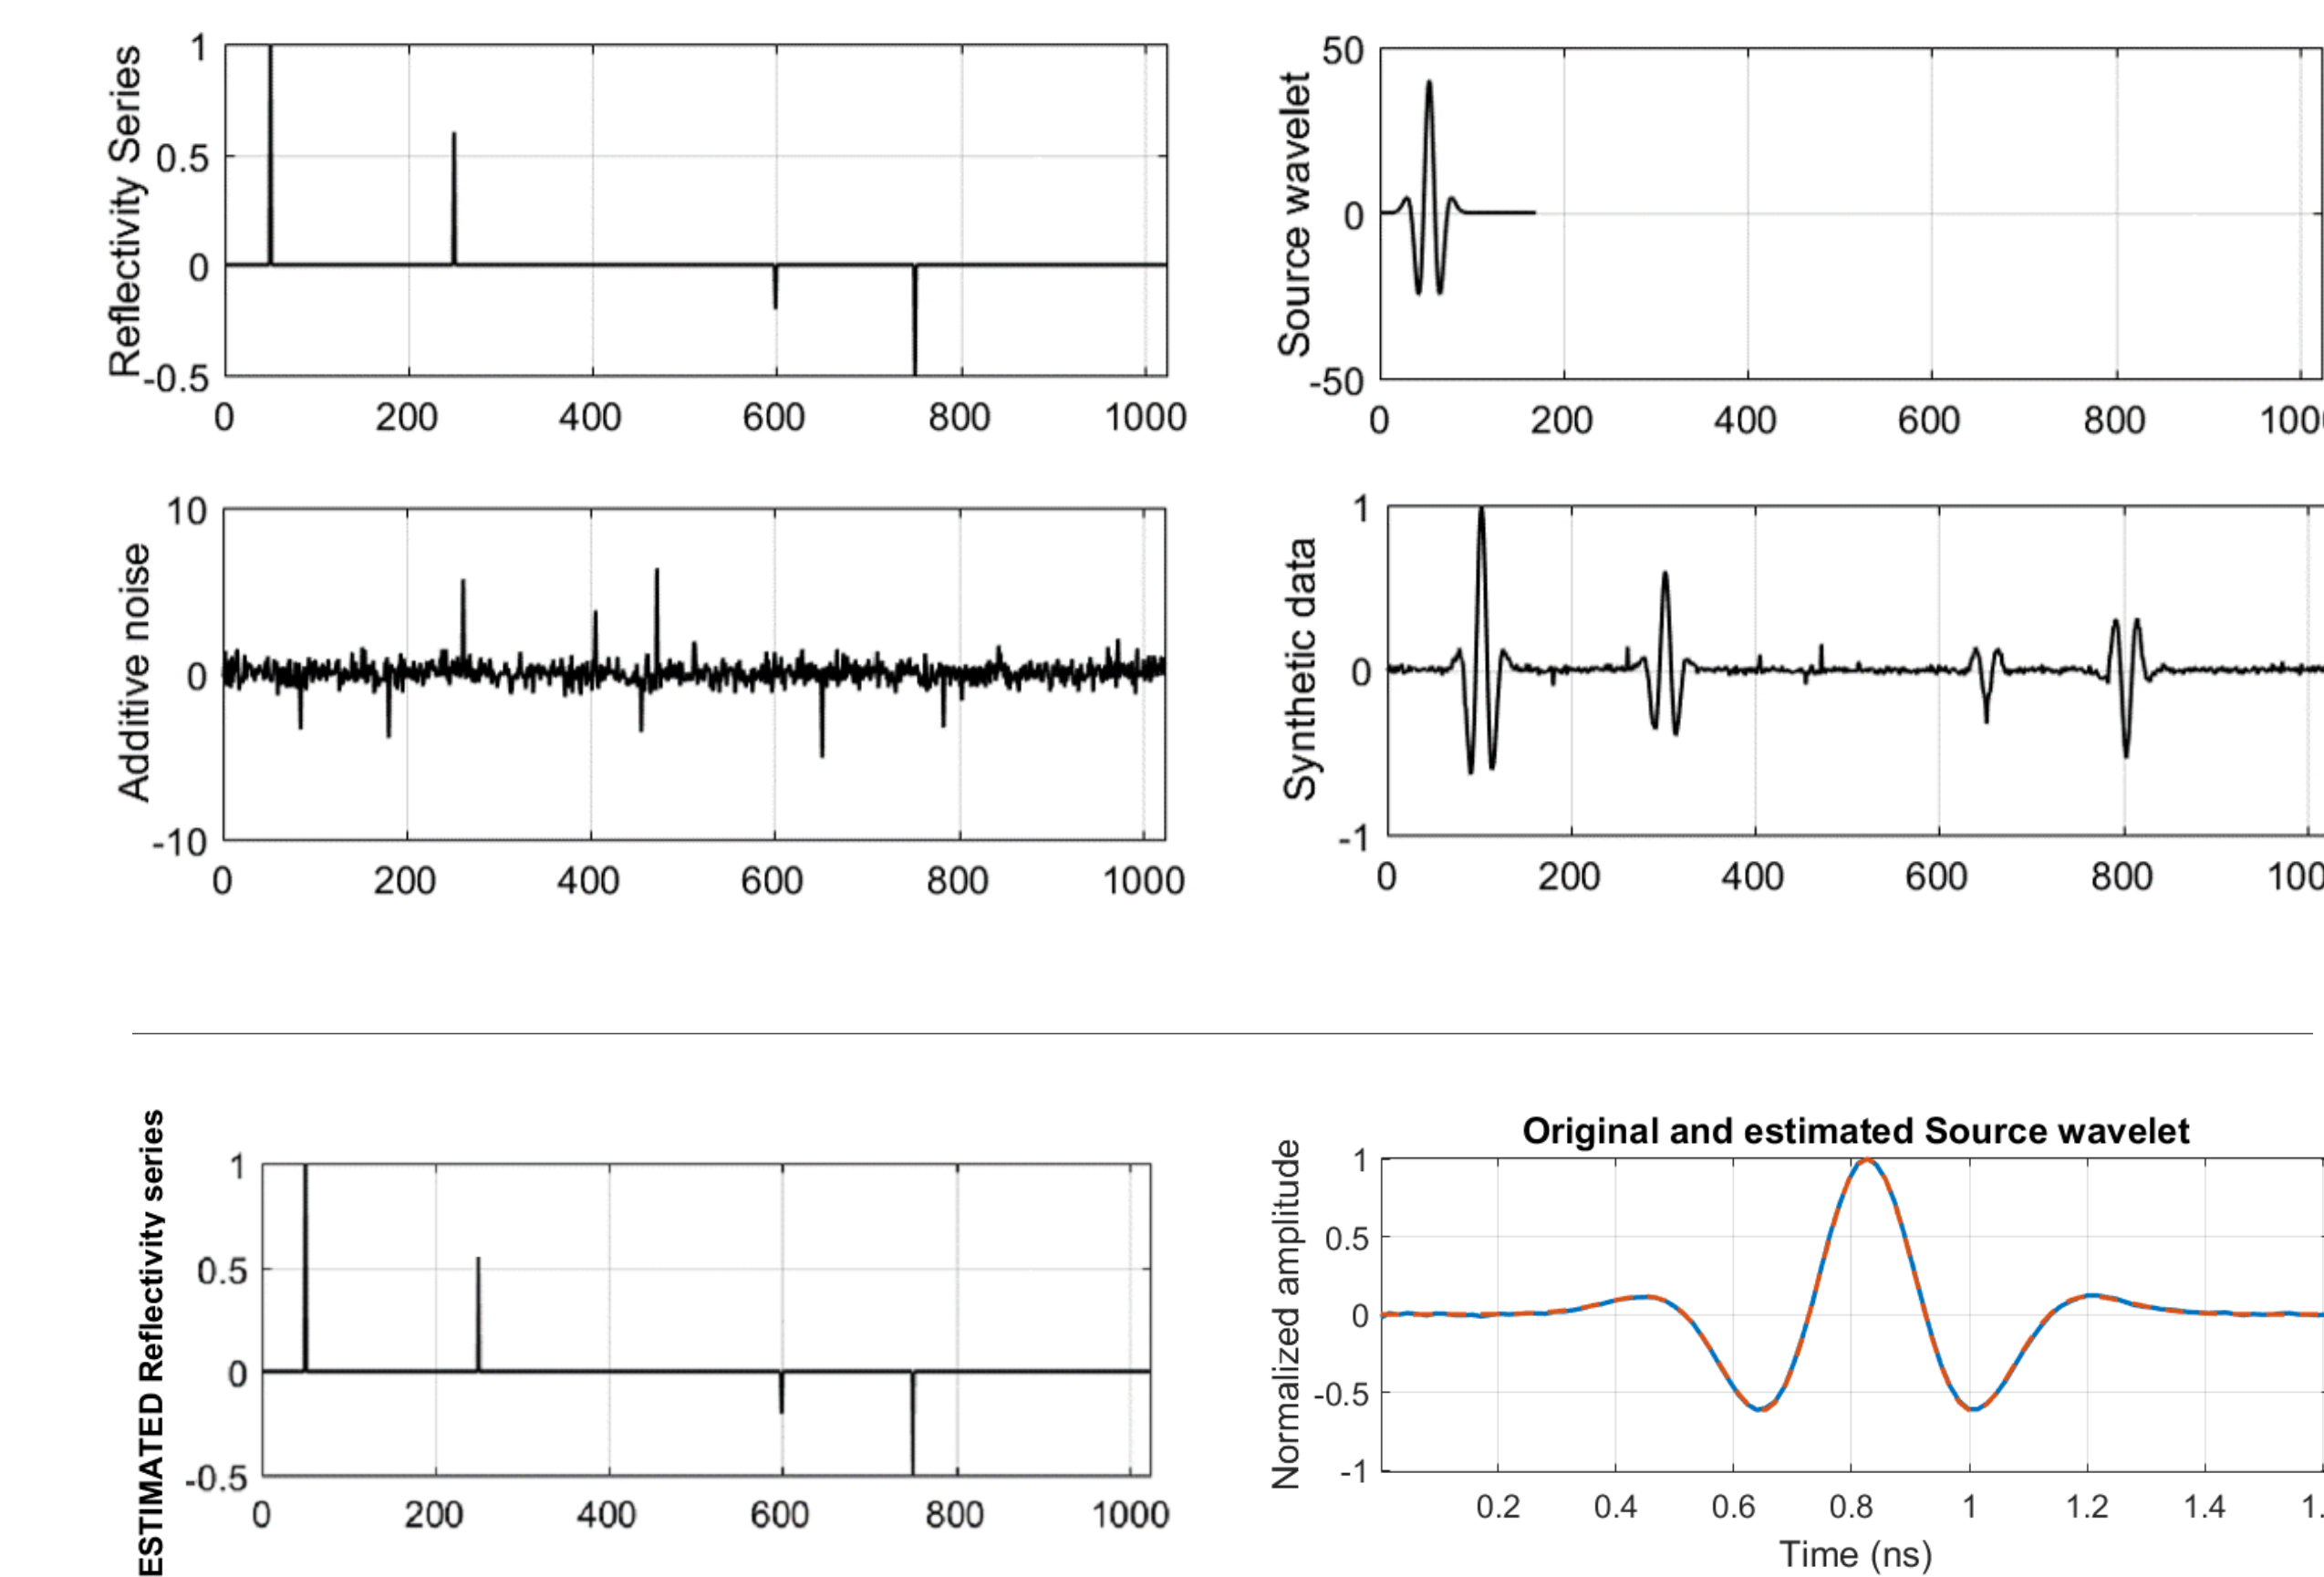 Reflectivity Series
1
0.5
0
-0.5
0 200 400 600 800 1000
Source wavelet
50
0
-50
0 200 400 600 800 100
Additive noise
10
0
-10
0 200 400 600 800 1000
Synthetic data
1
0
-1
0 200 400 600 800 100
ESTIMATED Reflectivity series
1
0.5
0
-0.5
0 200 400 600 800 1000
Original and estimated Source wavelet
Normalized amplitude
1
0.5
0
-0.5
-1
0.2 0.4 0.6 0.8 1 1.2 1.4 1.
Time (ns)